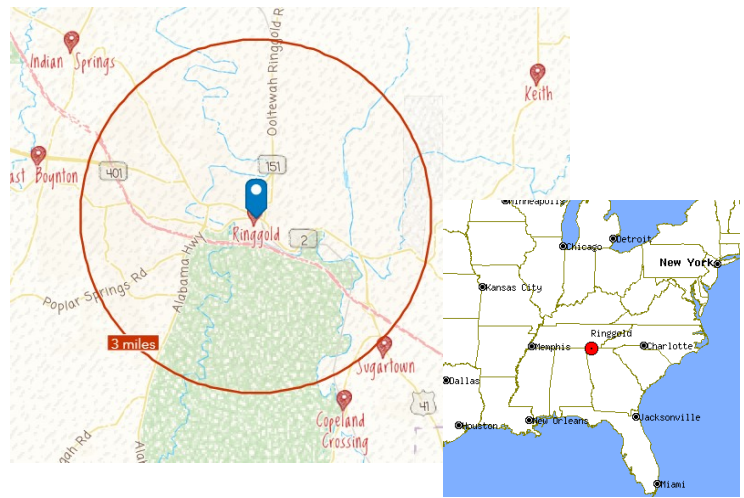 Indian Springs
Ooltewah Ringgold R
Keith
ast Boynton
401
151
Ringgold
2
Alabama Hwy
Poplar Springs Rd
3 miles
Sugartown
41
Copeland
Crossing
gah Rd
Ala
Minneapolis
Chicago
Detroit
New York
Kansas City
Ringgold
Memphis
Charlotte
Dallas
Jacksonville
New Orleans
Houston
Miami